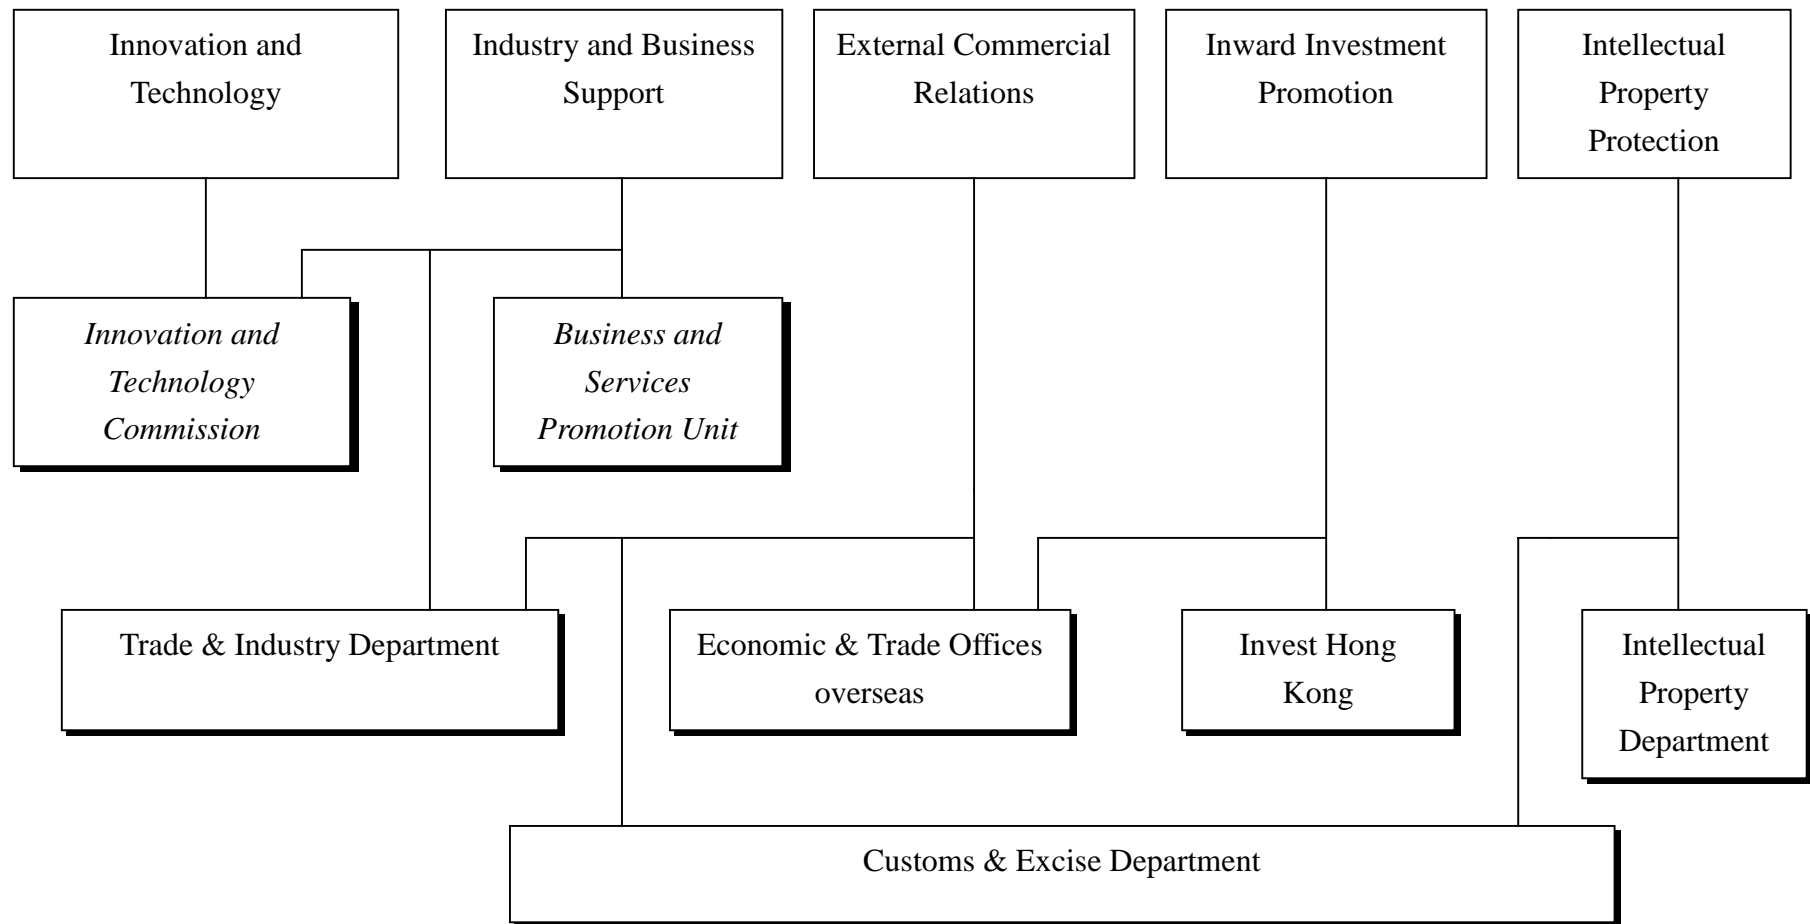 Innovation and
Technology
Industry and Business
Support
External Commercial
Relations
Inward Investment
Promotion
Intellectual
Property
Protection
Innovation and
Technology
Commission
Business and
Services
Promotion Unit
Trade & Industry Department
Economic & Trade Offices
overseas
Invest Hong
Kong
Intellectual
Property
Department
Customs & Excise Department